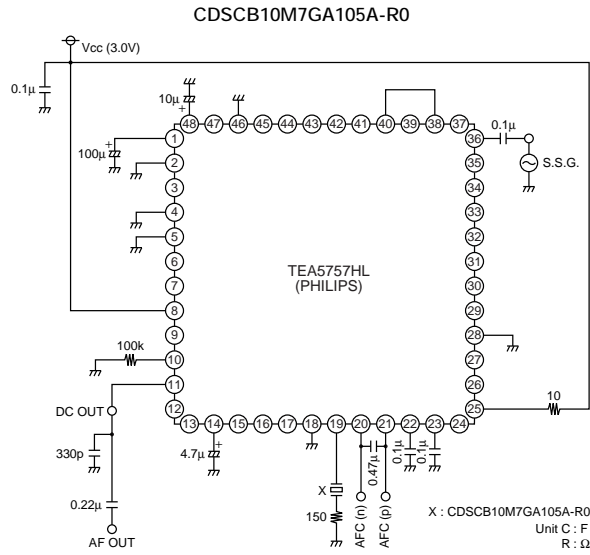 CDSCB10M7GA105A-R0
Vcc (3.0V)
0.1µ
10µ
+
48 47 46 45 44 43 42 41 40 39 38 37
0.1µ
+
100µ
1
36
S.S.G.
2
35
3
34
4
33
5
32
6
31
TEA5757HL
(PHILIPS)
7
30
8
29
9
28
100k
10
27
11
26
10
DC OUT
12
25
13 14 15 16 17 18 19 20 21 22 23 24
330p
4.7µ
+
0.47µ
0.1µ
0.1µ
X
0.22µ
150
AFC (n)
AFC (p)
AF OUT
X : CDSCB10M7GA105A-R0
Unit C : F
R : Ω